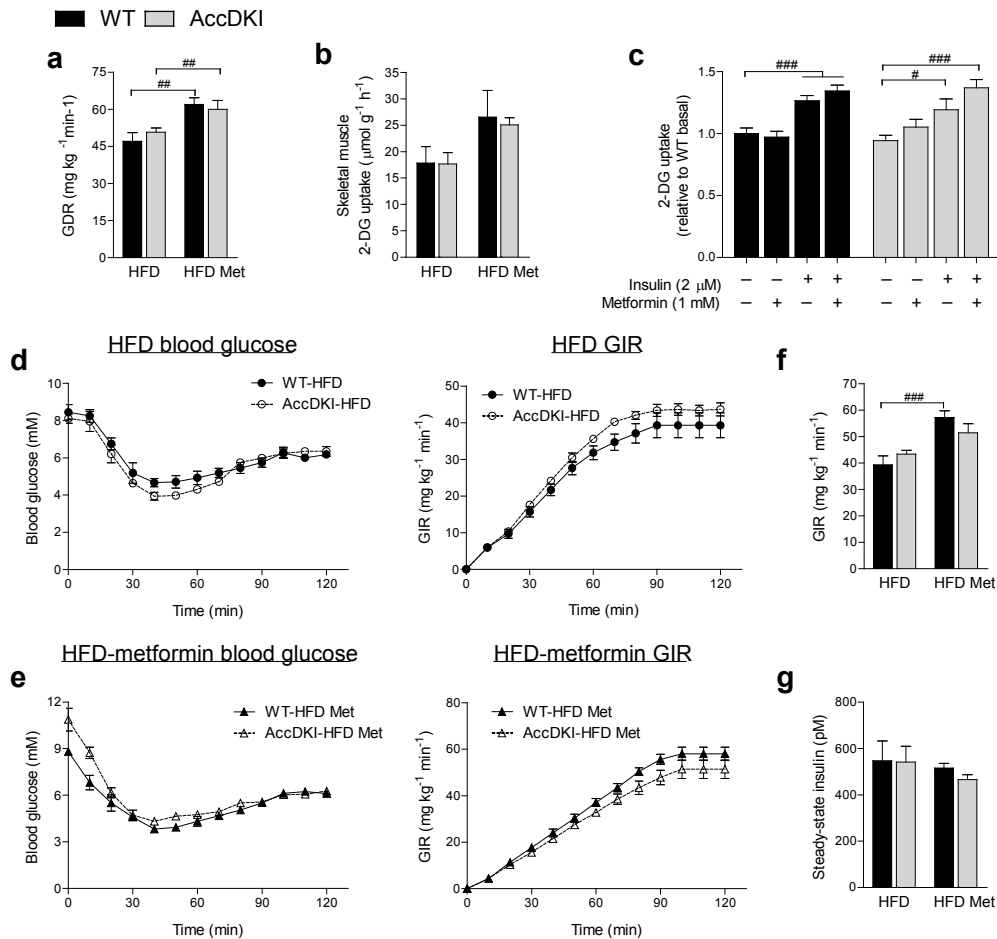 WT AccDKI
a
GDR (mg kg -1min-1)
75
60
45
30
15
0
##
##
HFD HFD Met
b
Skeletal muscle
2-DG uptake (μmol g-1 h-1)
40
35
30
25
20
15
10
5
0
HFD HFD Met
c
2-DG uptake
(relative to WT basal)
1.5
1.0
0.5
0.0
###
#
###
Insulin (2 μM) − − + + − − + +
Metformin (1 mM) − + − + − + − +
d
HFD blood glucose
Blood glucose (mM)
10
8
6
4
2
0
WT-HFD
AccDKI-HFD
0 30 60 90 120
Time (min)
HFD GIR
GIR (mg kg-1 min-1)
50
40
30
20
10
0
WT-HFD
AccDKI-HFD
0 30 60 90 120
Time (min)
f
GIR (mg kg-1 min-1)
70
60
50
40
30
20
10
0
###
HFD HFD Met
e
HFD-metformin blood glucose
Blood glucose (mM)
12
9
6
3
0
WT-HFD Met
AccDKI-HFD Met
0 30 60 90 120
Time (min)
HFD-metformin GIR
GIR (mg kg-1 min-1)
80
60
40
20
0
WT-HFD Met
AccDKI-HFD Met
0 30 60 90 120
Time (min)
g
Steady-state insulin (pM)
800
600
400
200
0
HFD HFD Met